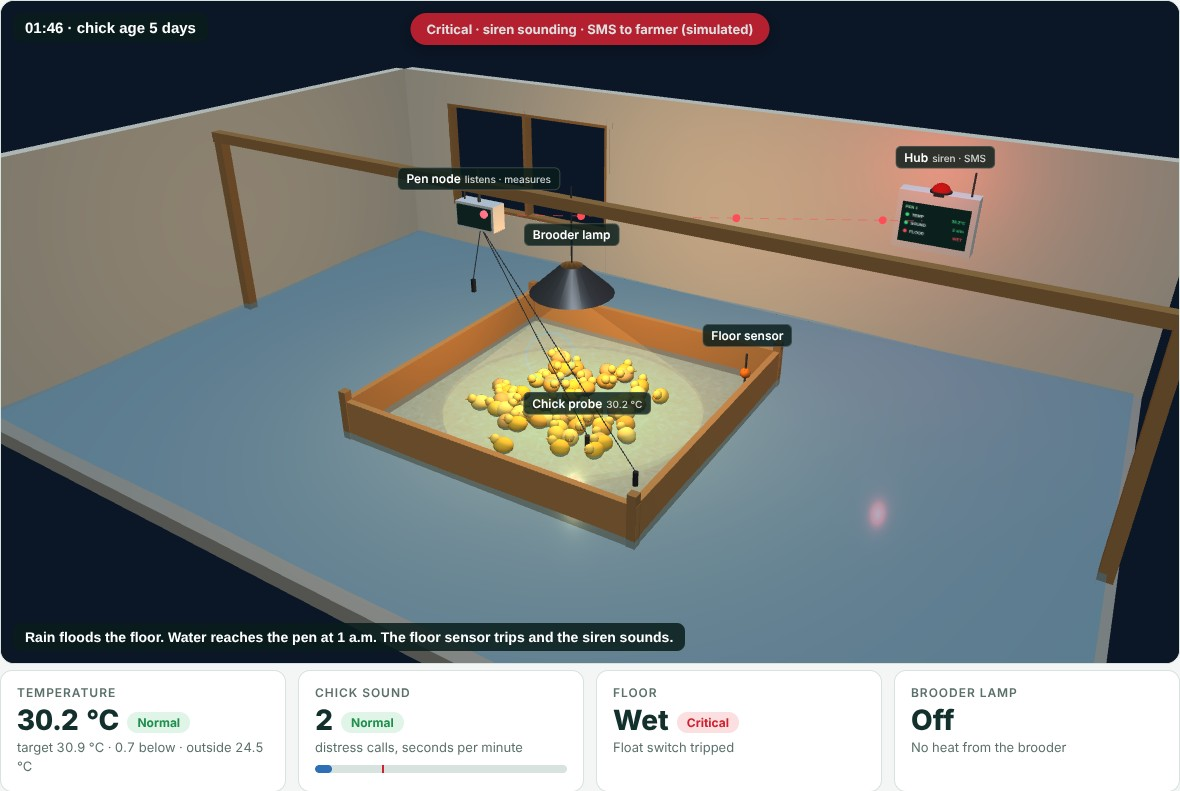 01:46 · chick age 5 days
Critical · siren sounding · SMS to farmer (simulated)
Hub siren · SMS
Pen node listens · measures
TEMP
SOUND
FLOOR
WET
Brooder lamp
Floor sensor
Chick probe 30.2 °C
Rain floods the floor. Water reaches the pen at 1 a.m. The floor sensor trips and the siren sounds.
TEMPERATURE
30.2 °C Normal
target 30.9 °C · 0.7 below · outside 24.5
°C
CHICK SOUND
2 Normal
distress calls, seconds per minute
FLOOR
Wet Critical
Float switch tripped
BROODER LAMP
Off
No heat from the brooder